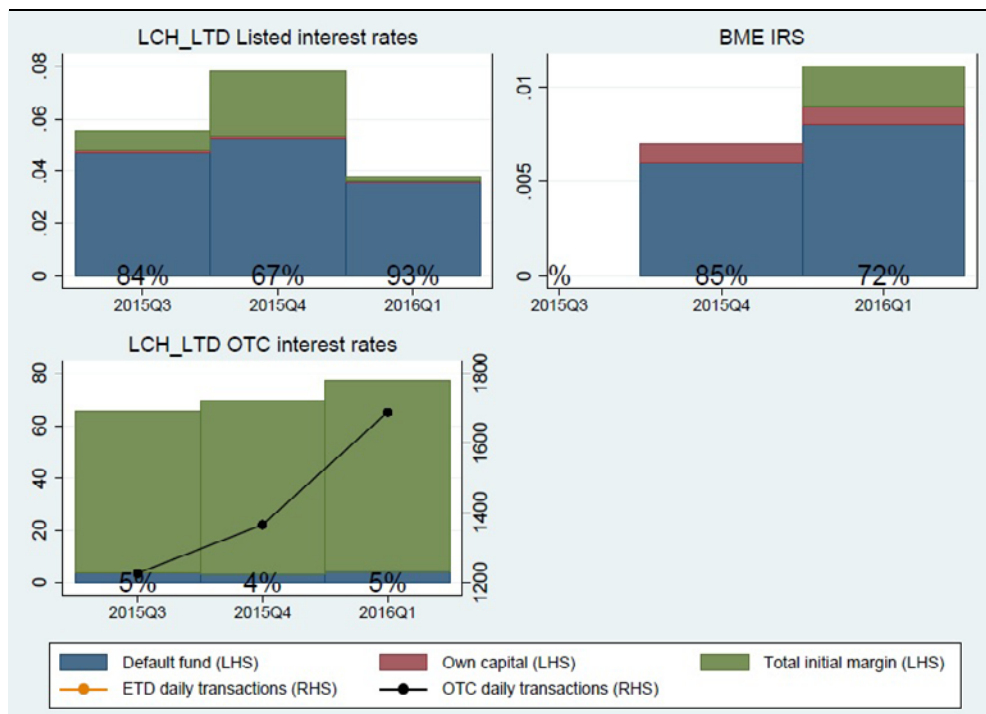 LCH_LTD Listed interest rates
.08
.06
.04
.02
0
84%
67%
93%
2015Q3
2015Q4
2016Q1
BME IRS
.01
.005
0
%
85%
72%
2015Q3
2015Q4
2016Q1
LCH_LTD OTC interest rates
80
60
40
20
0
1800
1600
1400
1200
5%
4%
5%
2015Q3
2015Q4
2016Q1
Default fund (LHS)
Own capital (LHS)
Total initial margin (LHS)
ETD daily transactions (RHS)
OTC daily transactions (RHS)